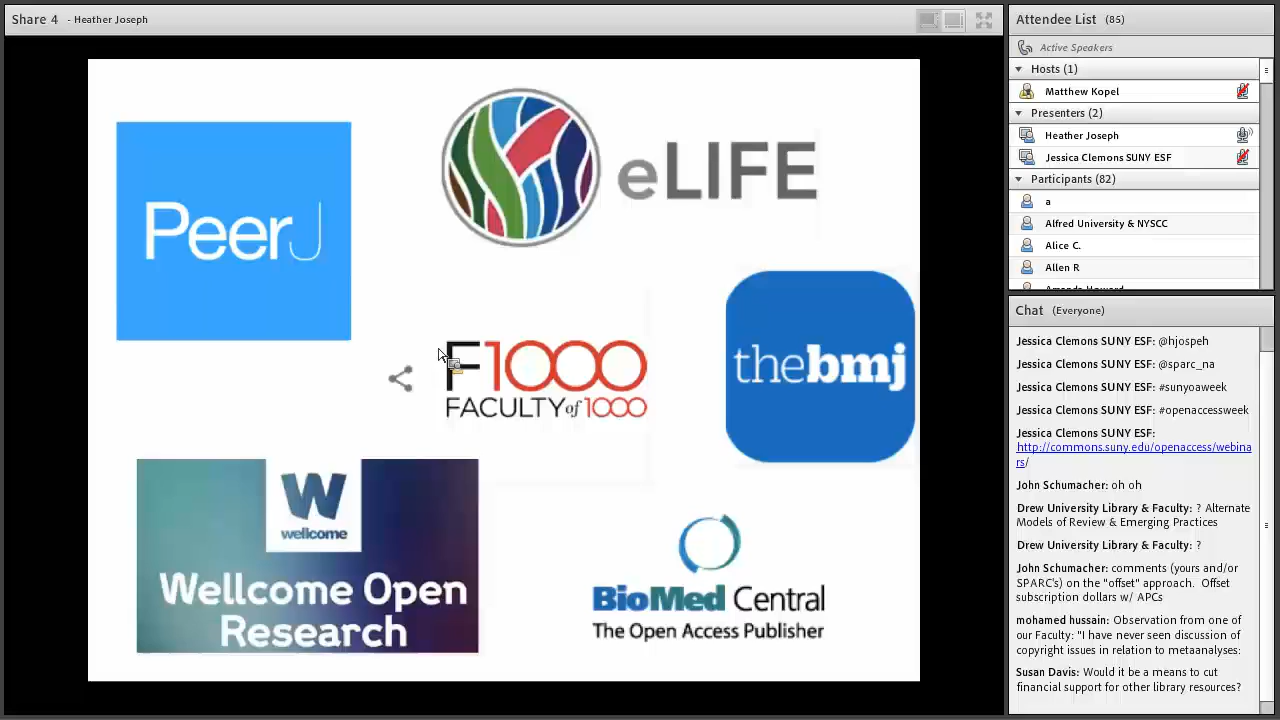 Share 4 - Heather Joseph
PeerJ
eLIFE
F1000
FACULTY of 1000
thebmj
W
wellcome
Wellcome Open
Research
BioMed Central
The Open Access Publisher
Attendee List (85)
Active Speakers
Hosts (1)
Matthew Kopel
Presenters (2)
Heather Joseph
Jessica Clemons SUNY ESF
Participants (82)
a
Alfred University & NYSCC
Alice C.
Allen R
Amanda Howard
Chat (Everyone)
Jessica Clemons SUNY ESF: @hjospeh
Jessica Clemons SUNY ESF: @sparc_na
Jessica Clemons SUNY ESF: #sunyoaweek
Jessica Clemons SUNY ESF: #openaccessweek
Jessica Clemons SUNY ESF:
http://commons.suny.edu/openaccess/webina
rs/
John Schumacher: oh oh
Drew University Library & Faculty: ? Alternate
Models of Review & Emerging Practices
Drew University Library & Faculty: ?
John Schumacher: comments (yours and/or
SPARC's) on the "offset" approach. Offset
subscription dollars w/ APCs
mohamed hussain: Observation from one of
our Faculty: "I have never seen discussion of
copyright issues in relation to metaanalyses:
Susan Davis: Would it be a means to cut
financial support for other library resources?